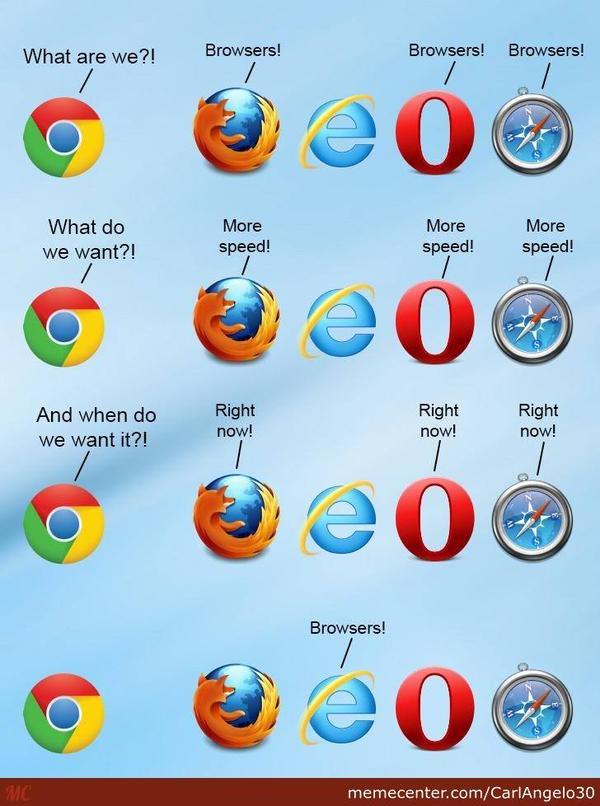 What are we?!
Browsers!
Browsers!
Browsers!
What do
we want?!
More
speed!
More
speed!
More
speed!
And when do
we want it?!
Right
now!
Right
now!
Right
now!
Browsers!
MC
memecenter.com/CarlAngelo30